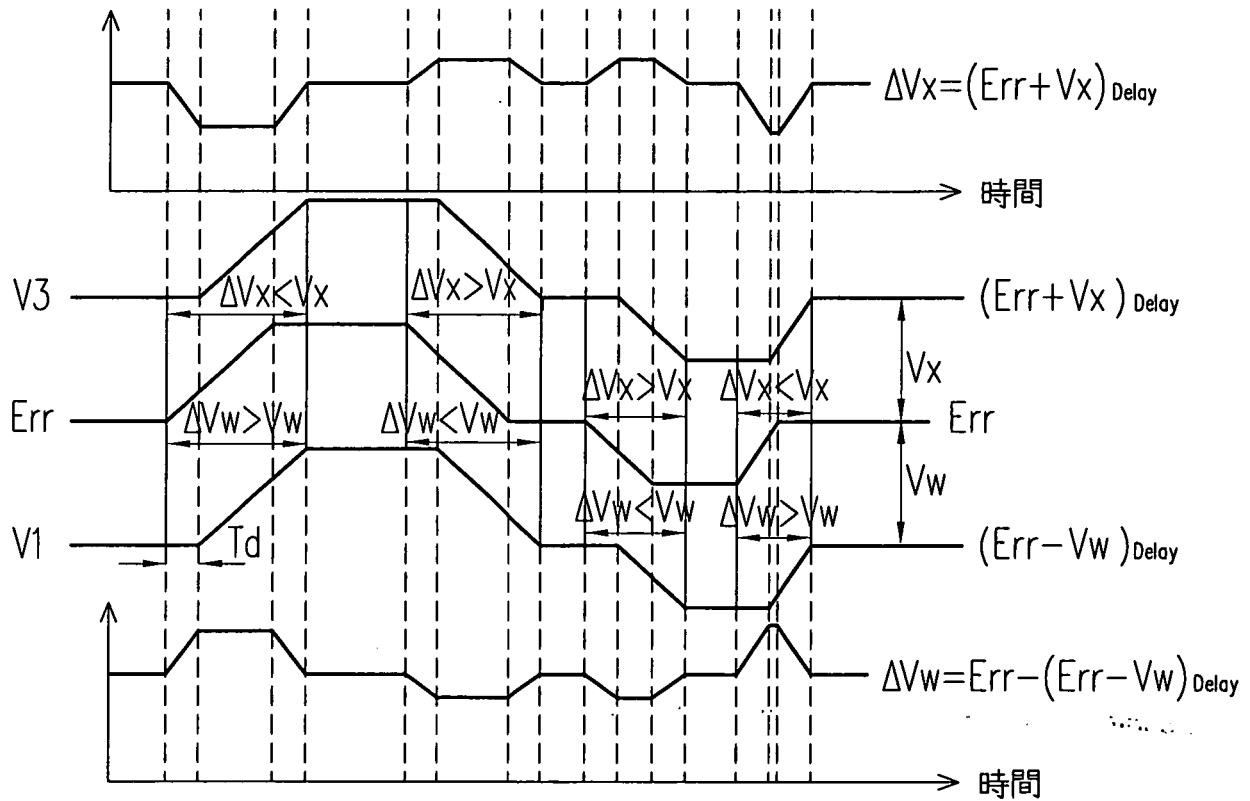 ΔVx=(Err+Vx)Delay
時間
V3
ΔVx<Vx
ΔVx>Vx
(Err+Vx)Delay
Vx
ΔVx>Vx
ΔVx<Vx
Err
ΔVw>Vw
ΔVw<Vw
Err
Vw
ΔVw<Vw
ΔVw>Vw
V1
Td
(Err-Vw)Delay
ΔVw=Err-(Err-Vw)Delay
時間